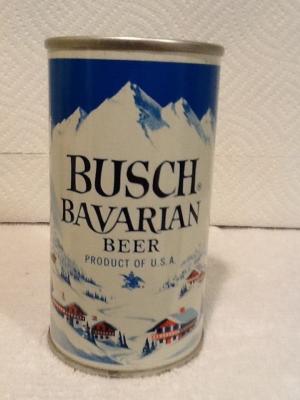 BUSCH®
BAVARIAN
BEER
PRODUCT OF U.S.A.